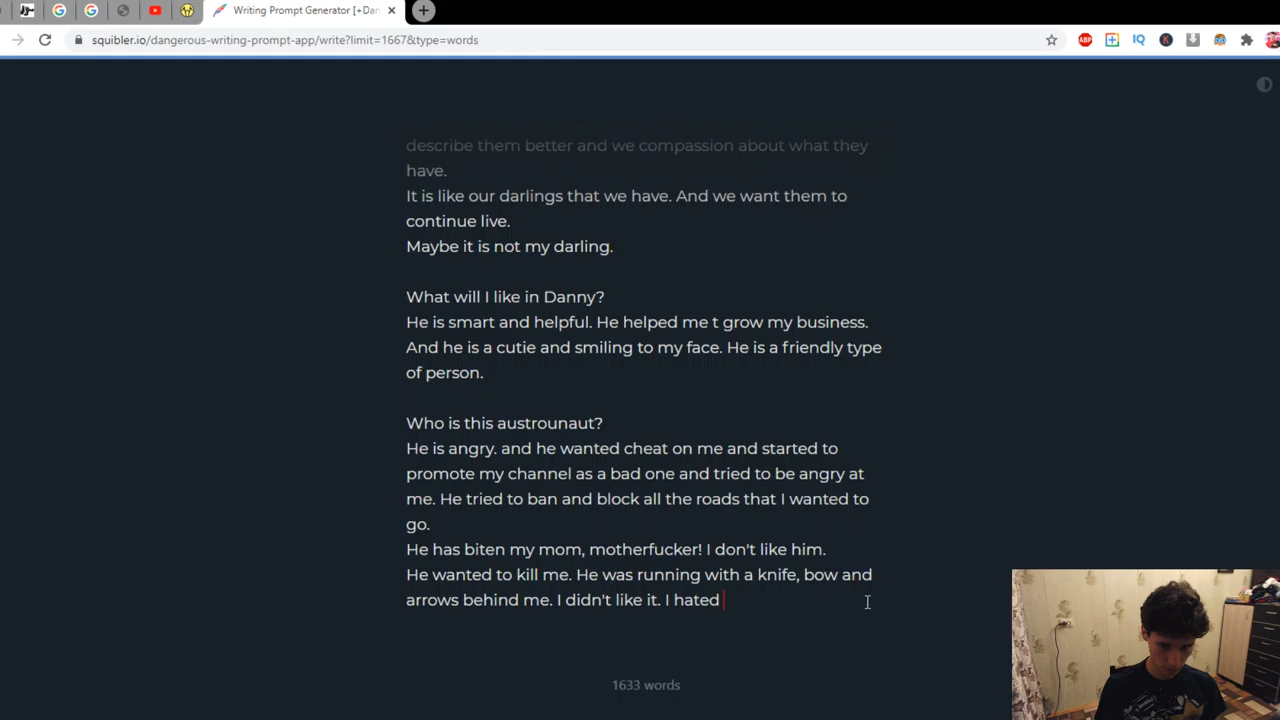 Writing Prompt Generator [+Dan
squibler.io/dangerous-writing-prompt-app/write?limit=1667&type=words
ABP
IQ
K
describe them better and we compassion about what they
have.
It is like our darlings that we have. And we want them to
continue live.
Maybe it is not my darling.
What will I like in Danny?
He is smart and helpful. He helped me t grow my business.
And he is a cutie and smiling to my face. He is a friendly type
of person.
Who is this austrounaut?
He is angry. and he wanted cheat on me and started to
promote my channel as a bad one and tried to be angry at
me. He tried to ban and block all the roads that I wanted to
go.
He has biten my mom, motherfucker! I don't like him.
He wanted to kill me. He was running with a knife, bow and
arrows behind me. I didn't like it. I hated
1633 words